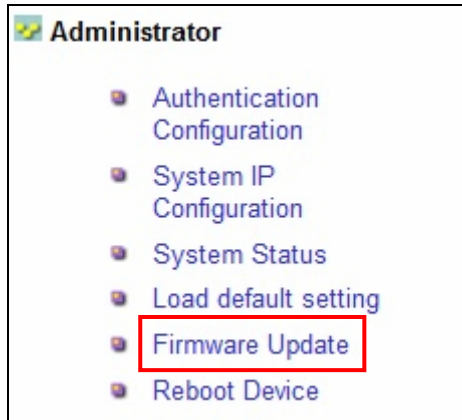 Administrator
Authentication
Configuration
System IP
Configuration
System Status
Load default setting
Firmware Update
Reboot Device